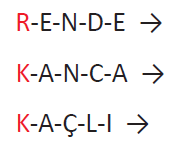 R-E-N-D-E →
K-A-N-C-A →
K-A-Ç-L-I →